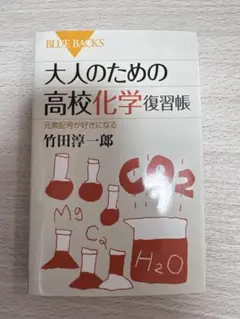 BLUE BACKS
大人のための
高校化学復習帳
元素記号が好きになる
竹田淳一郎
CO2
Mg
Ca
H2O